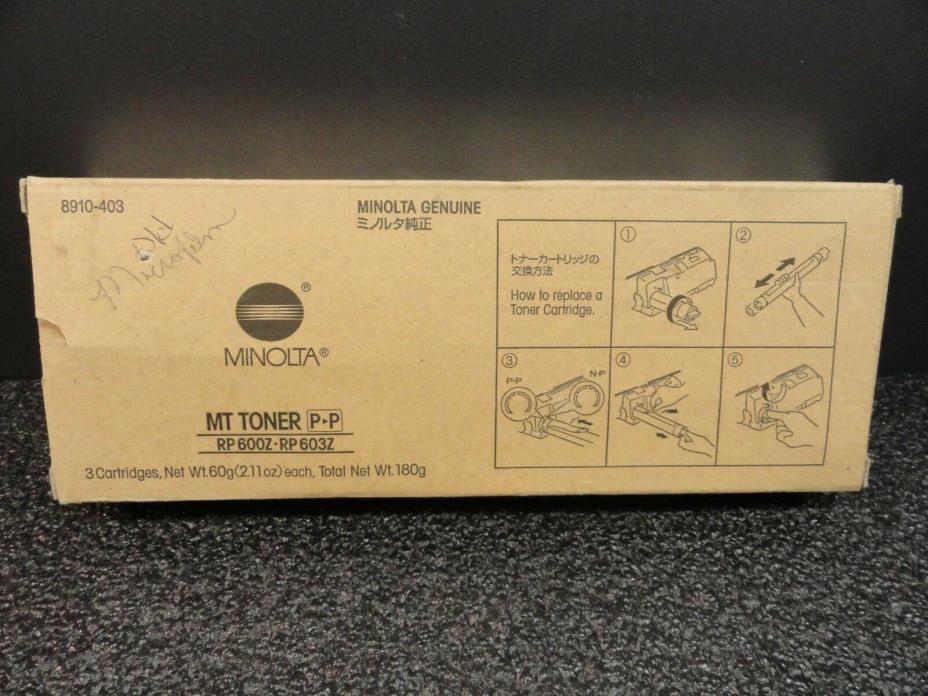 8910-403
Microfilm
MINOLTA GENUINE
ミノルタ純正
®
MINOLTA®
MT TONER P▸P
RP 600Z・RP 603Z
3 Cartridges, Net Wt. 60g (2.11oz) each, Total Net Wt. 180g
トナーカートリッジの
交換方法
How to replace a
Toner Cartridge.
①
②
③
P-P
N-P
④
⑤